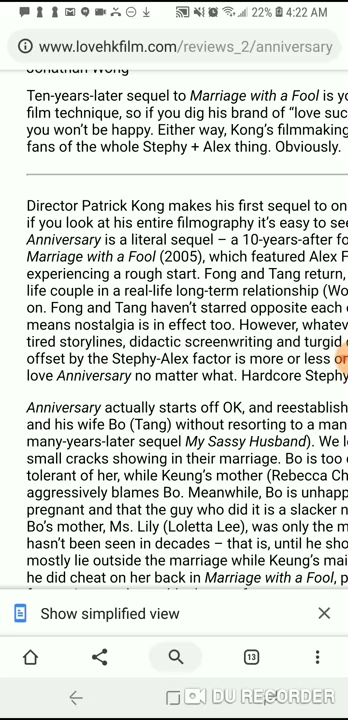 22% 4:22 AM
www.lovehkfilm.com/reviews_2/anniversary
Jonathan Wong
Ten-years-later sequel to Marriage with a Fool is yo
film technique, so if you dig his brand of “love suc
you won’t be happy. Either way, Kong’s filmmaking
fans of the whole Stephy + Alex thing. Obviously.
Director Patrick Kong makes his first sequel to on
if you look at his entire filmography it’s easy to see
Anniversary is a literal sequel – a 10-years-after fo
Marriage with a Fool (2005), which featured Alex F
experiencing a rough start. Fong and Tang return,
life couple in a real-life long-term relationship (Wo
on. Fong and Tang haven’t starred opposite each
means nostalgia is in effect too. However, whatev
tired storylines, didactic screenwriting and turgid
offset by the Stephy-Alex factor is more or less or
love Anniversary no matter what. Hardcore Stephy
Anniversary actually starts off OK, and reestablish
and his wife Bo (Tang) without resorting to a man
many-years-later sequel My Sassy Husband). We l
small cracks showing in their marriage. Bo is too
tolerant of her, while Keung’s mother (Rebecca Ch
aggressively blames Bo. Meanwhile, Bo is unhapp
pregnant and that the guy who did it is a slacker n
Bo’s mother, Ms. Lily (Loletta Lee), was only the m
hasn’t been seen in decades – that is, until he sho
mostly lie outside the marriage while Keung’s mai
he did cheat on her back in Marriage with a Fool, p
Show simplified view
13
DU RECORDER